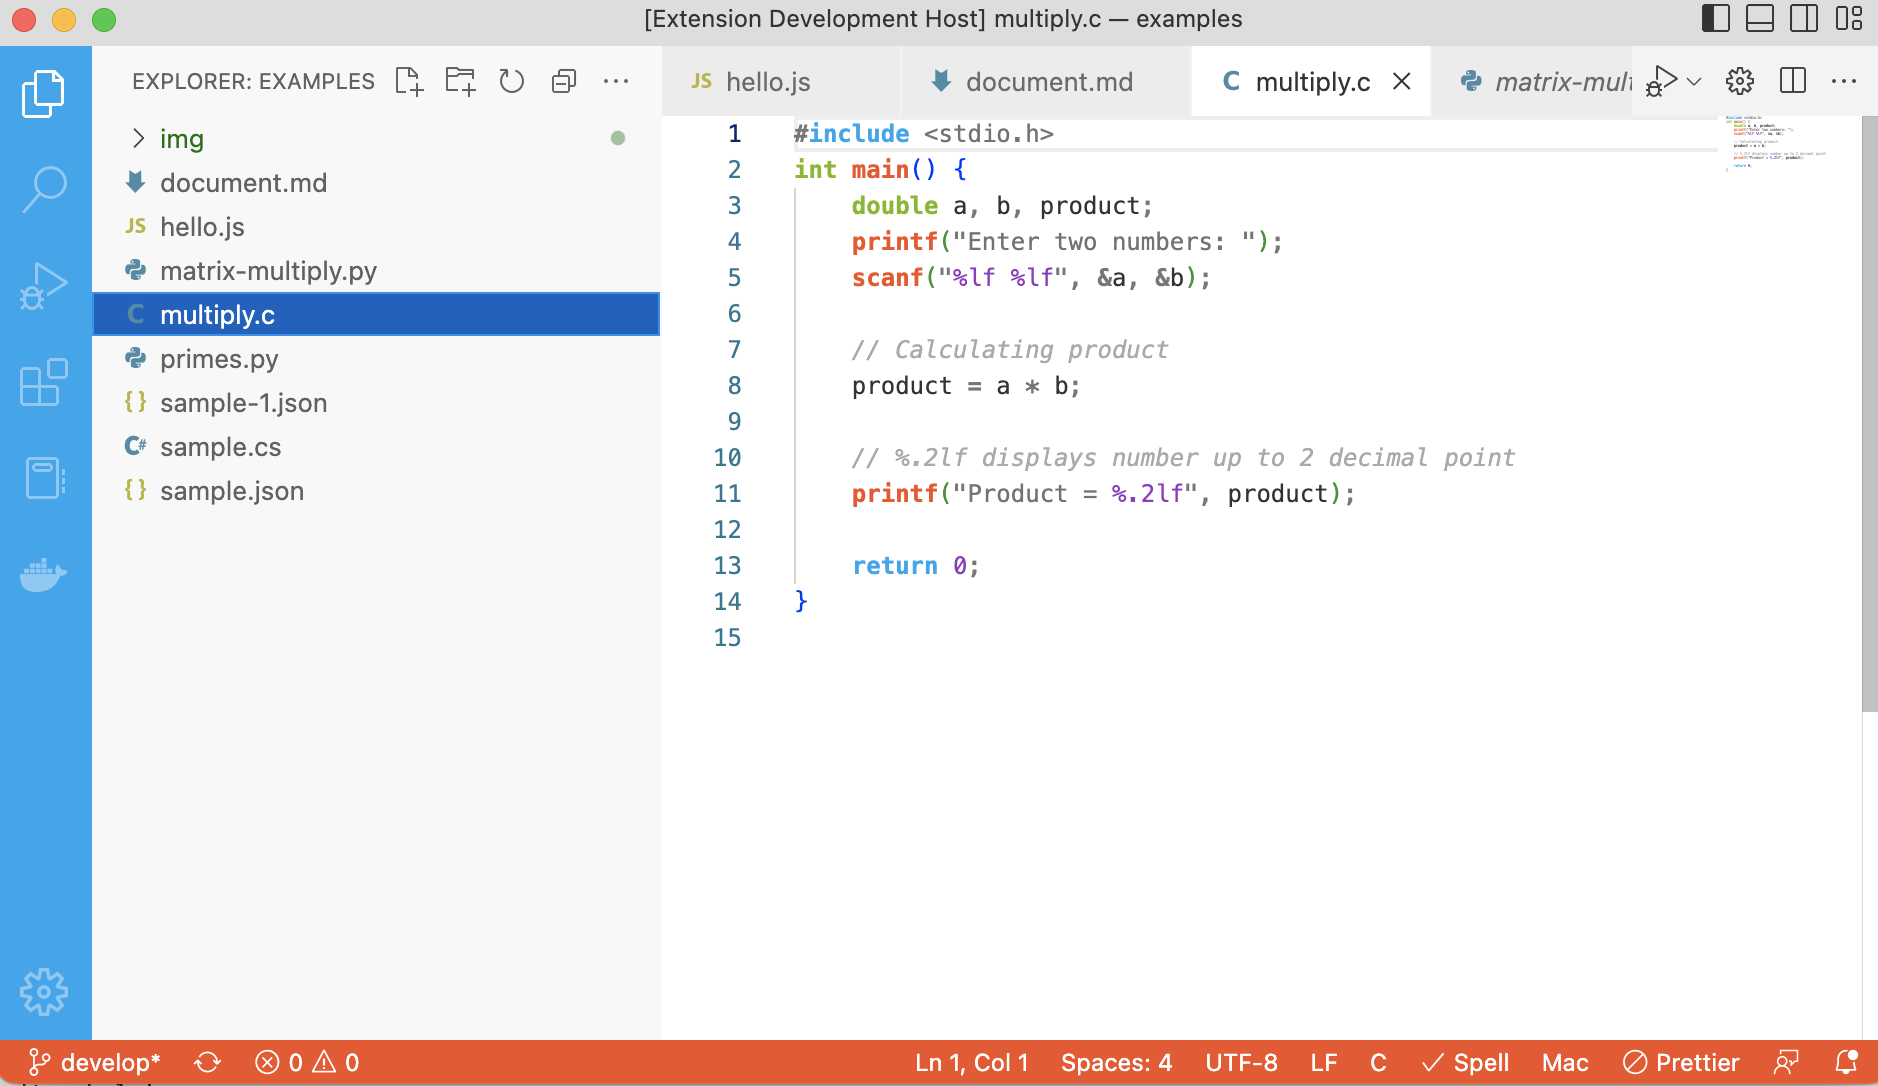 [Extension Development Host] multiply.c — examples
EXPLORER: EXAMPLES
img
document.md
JS hello.js
matrix-multiply.py
C multiply.c
primes.py
{} sample-1.json
C# sample.cs
{} sample.json
JS hello.js
document.md
C multiply.c
1 #include <stdio.h>
2 int main() {
3 double a, b, product;
4 printf("Enter two numbers: ");
5 scanf("%lf %lf", &a, &b);
6
7 // Calculating product
8 product = a * b;
9
10 // %.2lf displays number up to 2 decimal point
11 printf("Product = %.2lf", product);
12
13 return 0;
14 }
15
develop* 0 0 Ln 1, Col 1 Spaces: 4 UTF-8 LF C Spell Mac Prettier